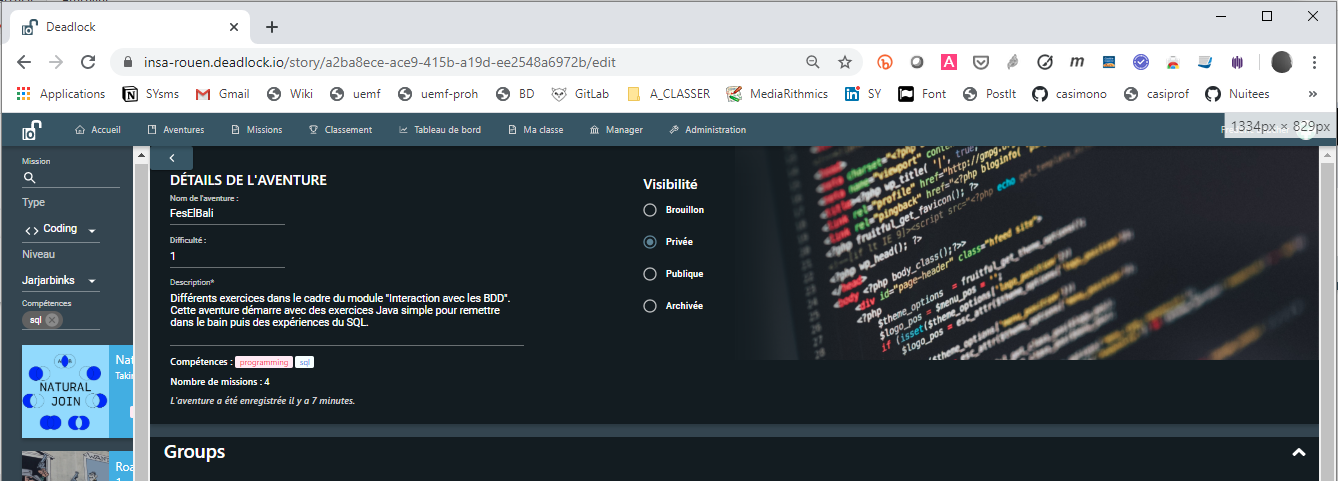 Deadlock
insa-rouen.deadlock.io/story/a2ba8ece-ace9-415b-a19d-ee2548a6972b/edit
Applications SYsms Gmail Wiki uemf uemf-proh BD GitLab A_CLASSER MediaRithmics SY Font PostIt casimono casiprof Nuitees »
Accueil Aventures Missions Classement Tableau de bord Ma classe Manager Administration
1334px × 829px
Mission
Type
Coding
Niveau
Jarjarbinks
Compétences
sql
NATURAL
JOIN
Nat
Takin
Roa
DÉTAILS DE L'AVENTURE
Nom de l'aventure :
FesElBali
Difficulté :
1
Description*
Différents exercices dans le cadre du module "Interaction avec les BDD".
Cette aventure démarre avec des exercices Java simple pour remettre
dans le bain puis des expériences du SQL.
Compétences : programming sql
Nombre de missions : 4
L'aventure a été enregistrée il y a 7 minutes.
Visibilité
Brouillon
Privée
Publique
Archivée
Groups